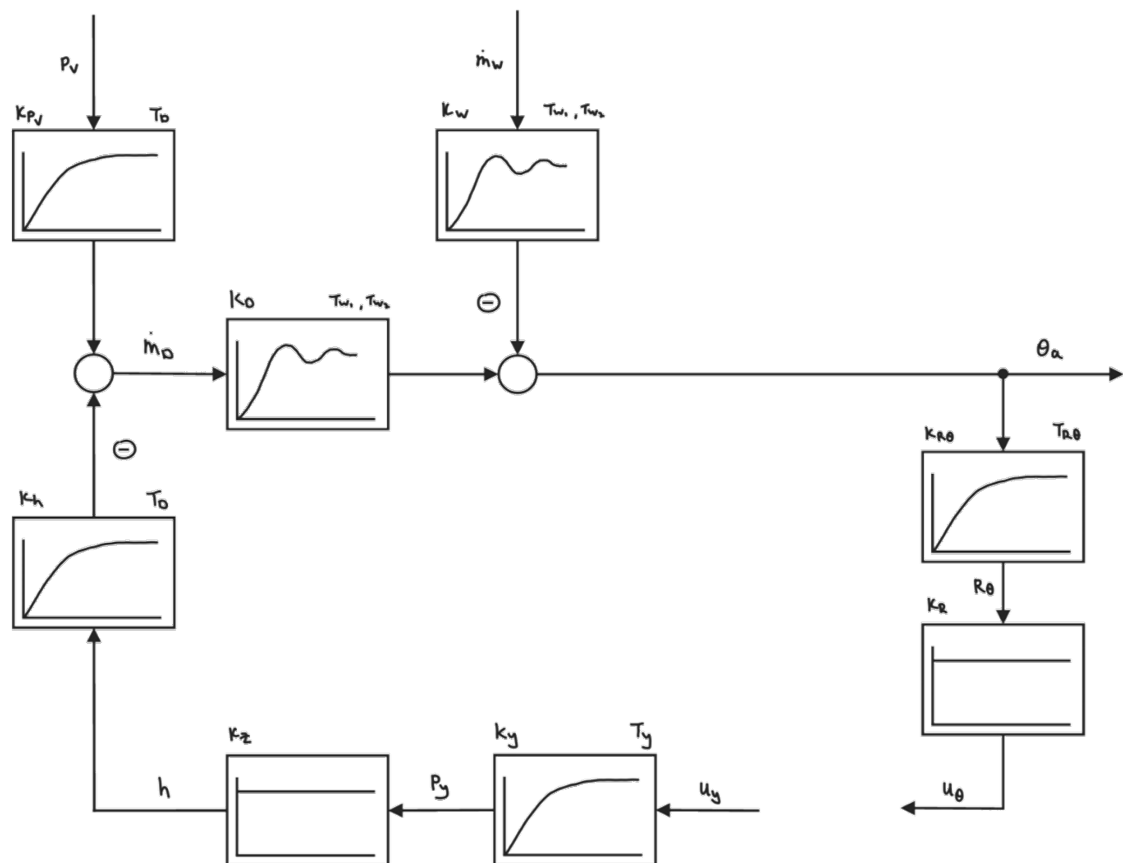 p_v
ṁ_w
K_Pv T_D
K_w T_w1, T_w2
K_D T_w1, T_w2
ṁ_D
⊖
θ_a
K_Rθ T_Rθ
⊖
K_h T_D
R_θ
K_R
K_z
K_y T_y
h
P_y
u_y
u_θ